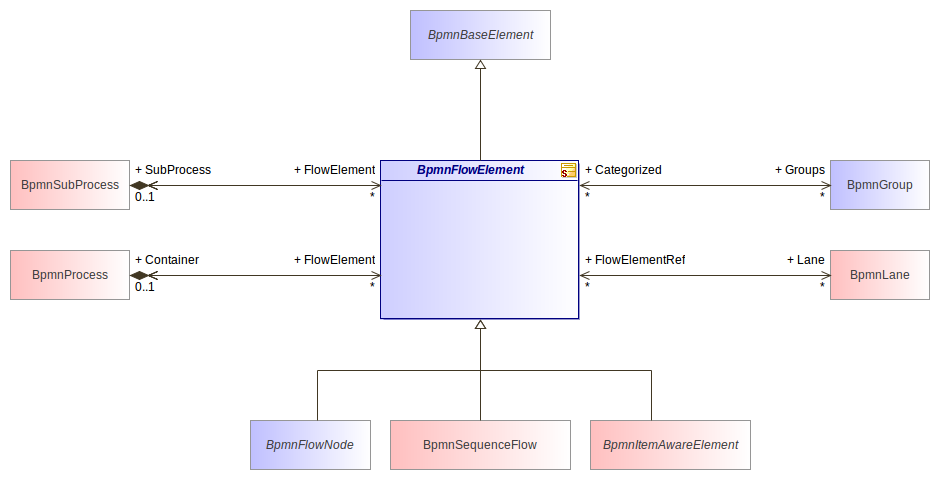 BpmnBaseElement
+ SubProcess
+ FlowElement
BpmnFlowElement
S
+ Categorized
+ Groups
BpmnSubProcess
BpmnGroup
0..1
*
*
*
+ Container
+ FlowElement
+ FlowElementRef
+ Lane
BpmnProcess
BpmnLane
0..1
*
*
*
BpmnFlowNode
BpmnSequenceFlow
BpmnItemAwareElement